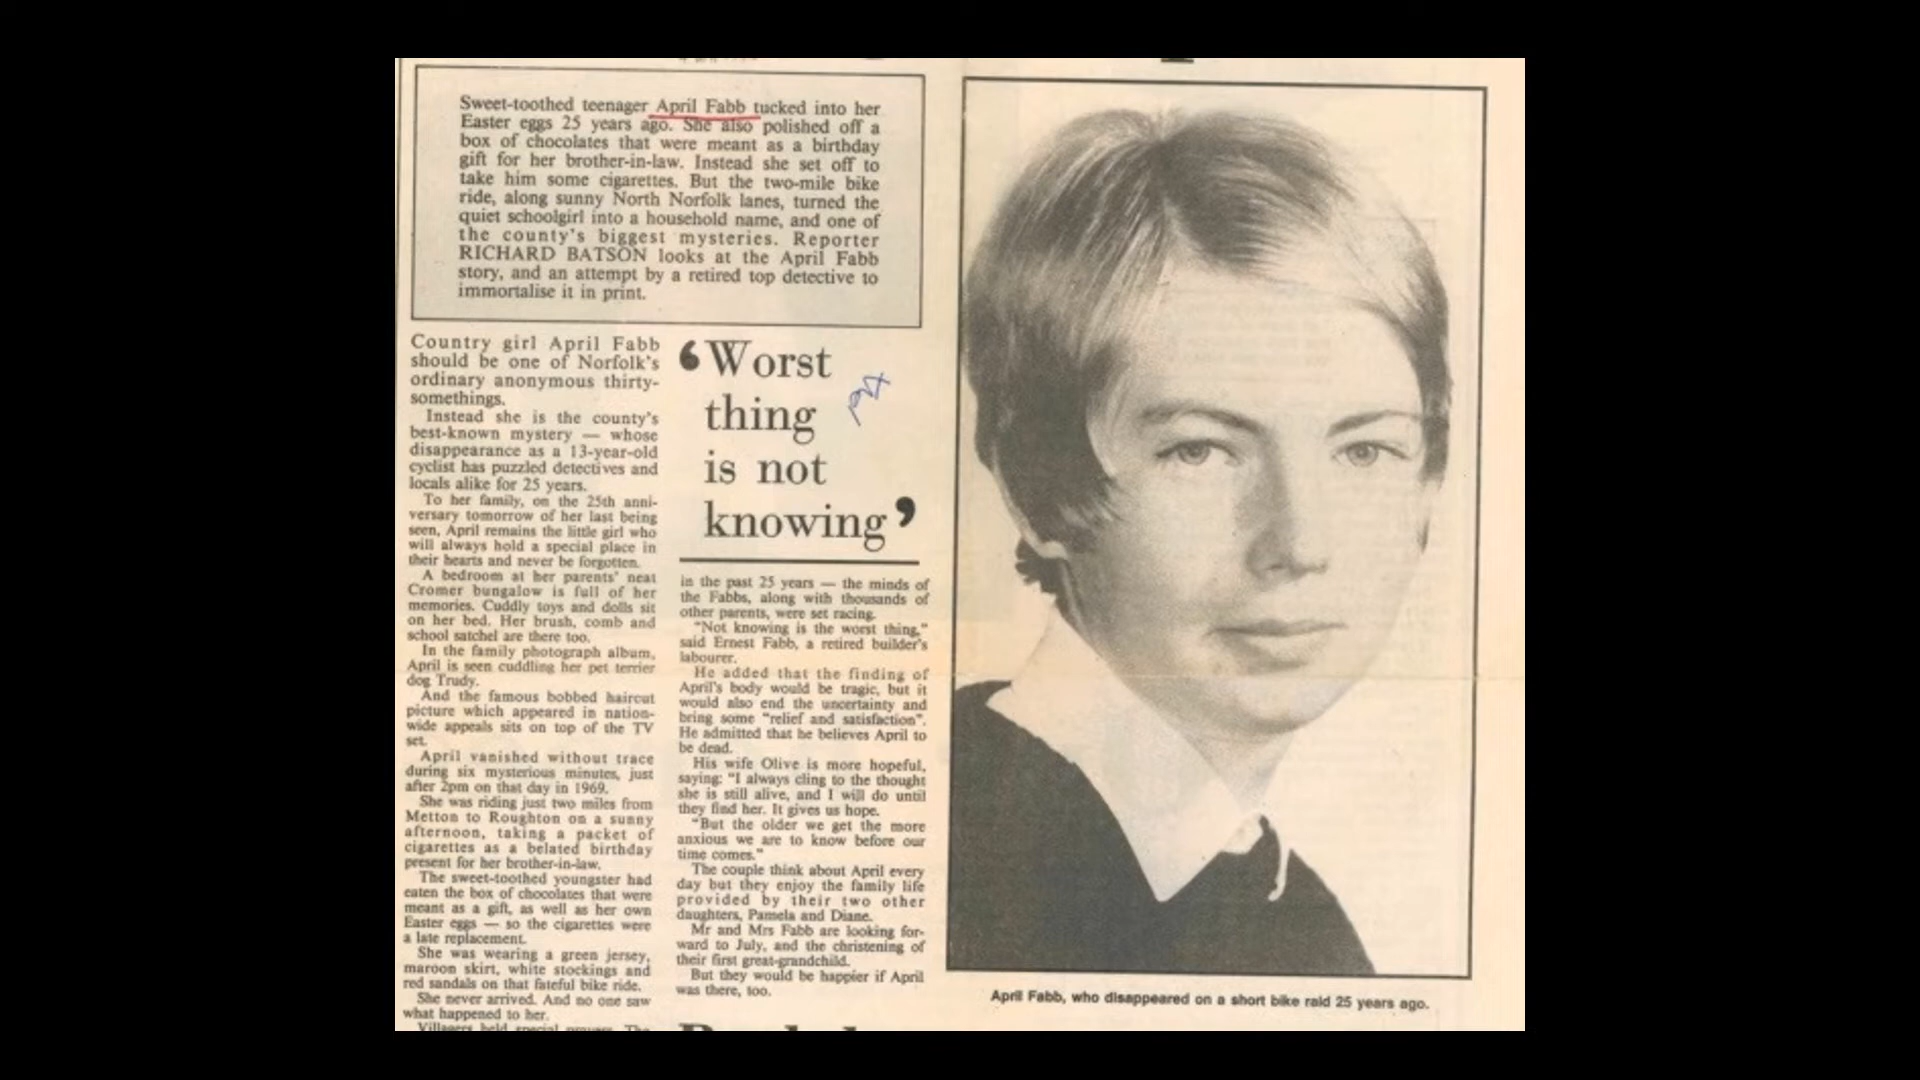 Sweet-toothed teenager April Fabb tucked into her
Easter eggs 25 years ago. She also polished off a
box of chocolates that were meant as a birthday
gift for her brother-in-law. Instead she set off to
take him some cigarettes. But the two-mile bike
ride, along sunny North Norfolk lanes, turned the
quiet schoolgirl into a household name, and one of
the county's biggest mysteries. Reporter
RICHARD BATSON looks at the April Fabb
story, and an attempt by a retired top detective to
immortalise it in print.
Country girl April Fabb
should be one of Norfolk's
ordinary anonymous thirty-
somethings.
Instead she is the county's
best-known mystery — whose
disappearance as a 13-year-old
cyclist has puzzled detectives and
locals alike for 25 years.
To her family, on the 25th anni-
versary tomorrow of her last being
seen, April remains the little girl who
will always hold a special place in
their hearts and never be forgotten.
A bedroom at her parents' neat
Cromer bungalow is full of her
memories. Cuddly toys and dolls sit
on her bed. Her brush, comb and
school satchel are there too.
In the family photograph album,
April is seen cuddling her pet terrier
dog Trudy.
And the famous bobbed haircut
picture which appeared in nation-
wide appeals sits on top of the TV
set.
April vanished without trace
during six mysterious minutes, just
after 2pm on that day in 1969.
She was riding just two miles from
Metton to Roughton on a sunny
afternoon, taking a packet of
cigarettes as a belated birthday
present for her brother-in-law.
The sweet-toothed youngster had
eaten the box of chocolates that were
meant as a gift, as well as her own
Easter eggs — so the cigarettes were
a late replacement.
She was wearing a green jersey,
maroon skirt, white stockings and
red sandals on that fateful bike ride.
She never arrived. And no one saw
what happened to her.
Villagers held special prayers. The
‘Worst
thing
is not
knowing’
in the past 25 years — the minds of
the Fabbs, along with thousands of
other parents, were set racing.
"Not knowing is the worst thing,"
said Ernest Fabb, a retired builder's
labourer.
He added that the finding of
April's body would be tragic, but it
would also end the uncertainty and
bring some "relief and satisfaction".
He admitted that he believes April to
be dead.
His wife Olive is more hopeful,
saying: "I always cling to the thought
she is still alive, and I will do until
they find her. It gives us hope.
"But the older we get the more
anxious we are to know before our
time comes."
The couple think about April every
day but they enjoy the family life
provided by their two other
daughters, Pamela and Diane.
Mr and Mrs Fabb are looking for-
ward to July, and the christening of
their first great-grandchild.
But they would be happier if April
was there, too.
April Fabb, who disappeared on a short bike raid 25 years ago.